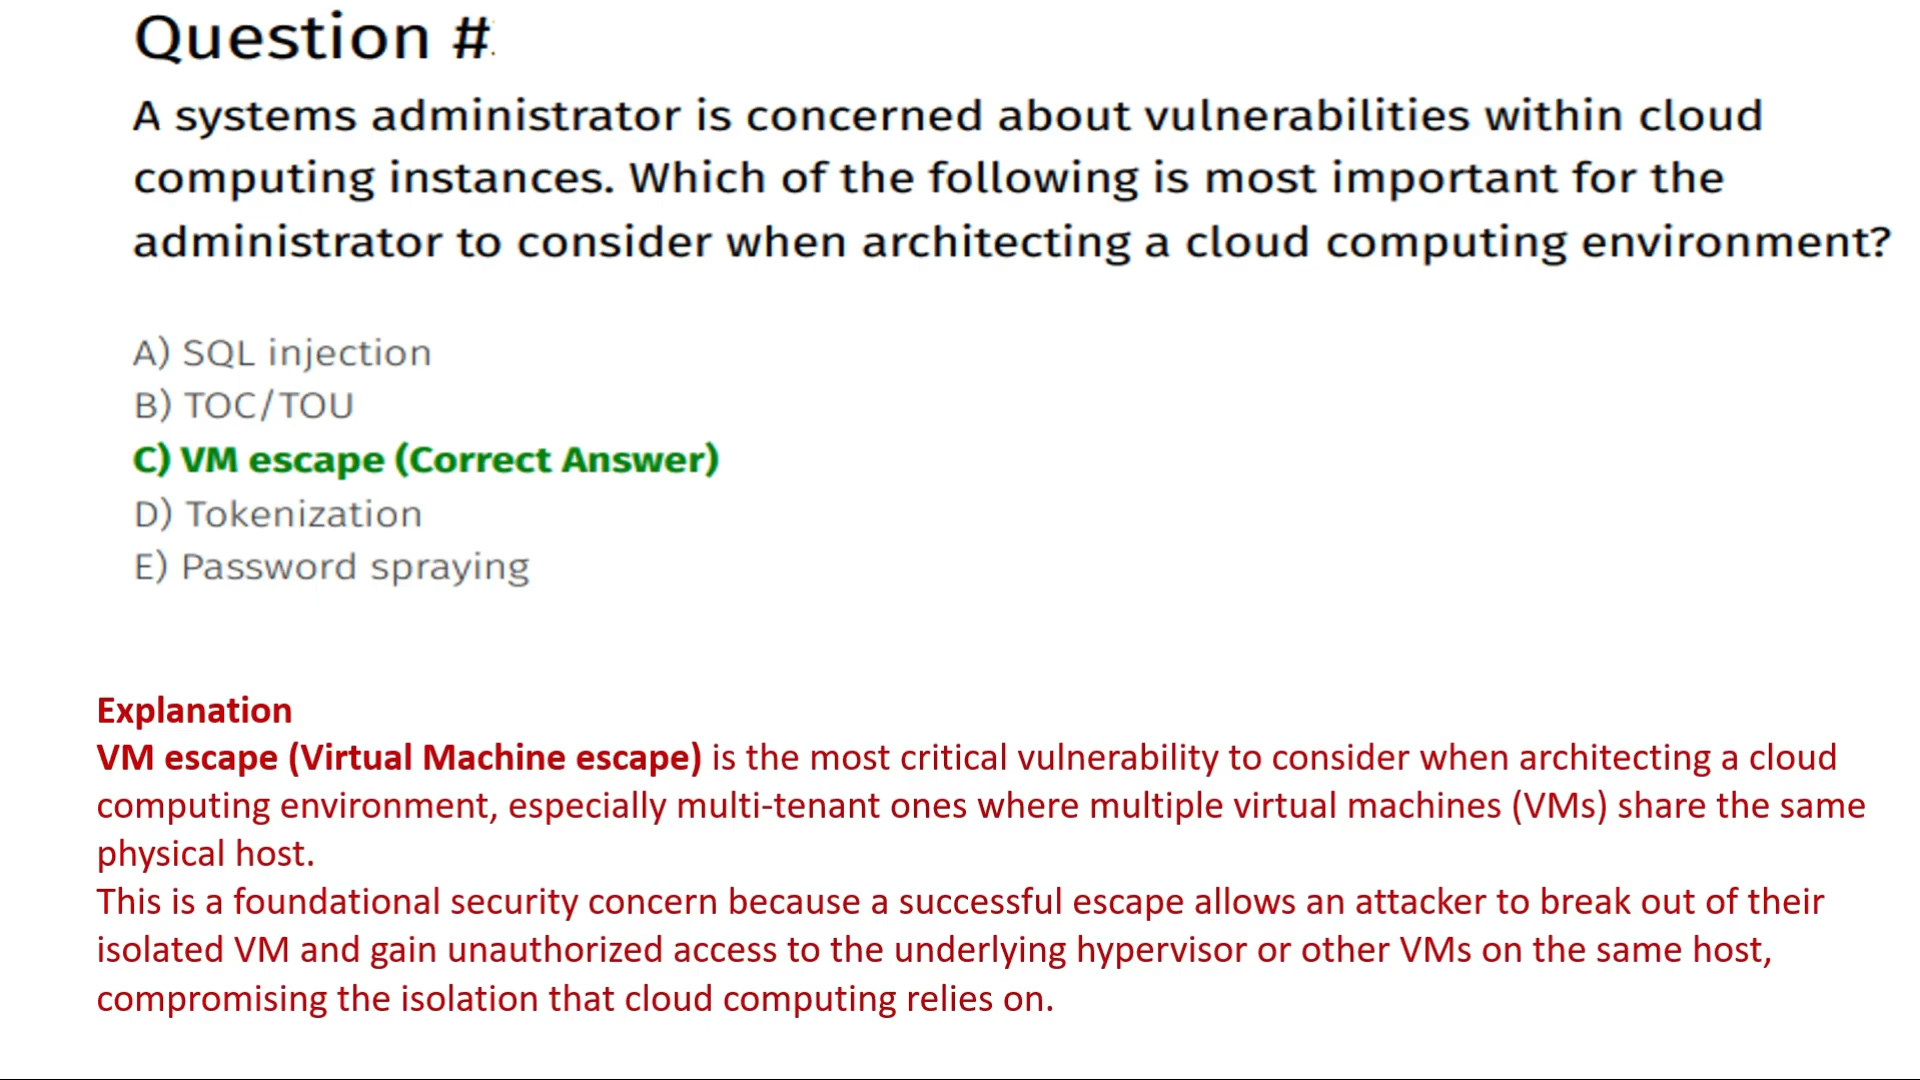 Question #
A systems administrator is concerned about vulnerabilities within cloud
computing instances. Which of the following is most important for the
administrator to consider when architecting a cloud computing environment?
A) SQL injection
B) TOC/TOU
C) VM escape (Correct Answer)
D) Tokenization
E) Password spraying
Explanation
VM escape (Virtual Machine escape) is the most critical vulnerability to consider when architecting a cloud
computing environment, especially multi-tenant ones where multiple virtual machines (VMs) share the same
physical host.
This is a foundational security concern because a successful escape allows an attacker to break out of their
isolated VM and gain unauthorized access to the underlying hypervisor or other VMs on the same host,
compromising the isolation that cloud computing relies on.